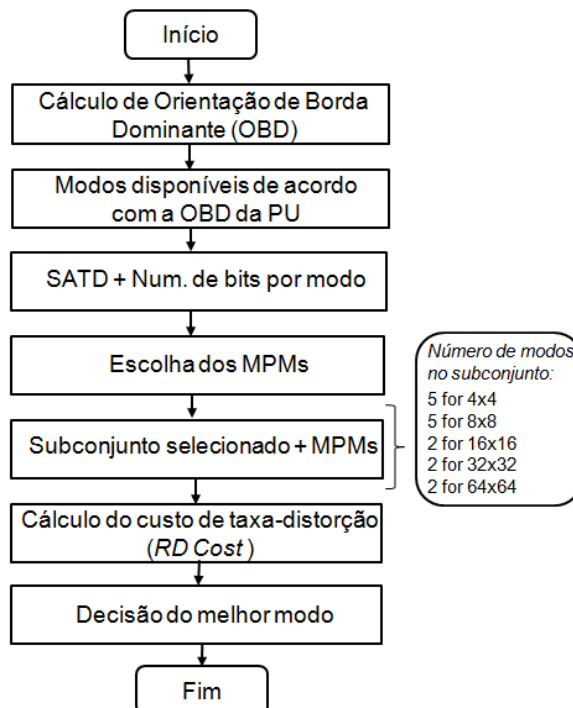 Início
Cálculo de Orientação de Borda
Dominante (OBD)
Modos disponíveis de acordo
com a OBD da PU
SATD + Num. de bits por modo
Escolha dos MPMs
Número de modos
no subconjunto:
5 for 4x4
5 for 8x8
2 for 16x16
2 for 32x32
2 for 64x64
Subconjunto selecionado + MPMs
Cálculo do custo de taxa-distorção
(RD Cost )
Decisão do melhor modo
Fim